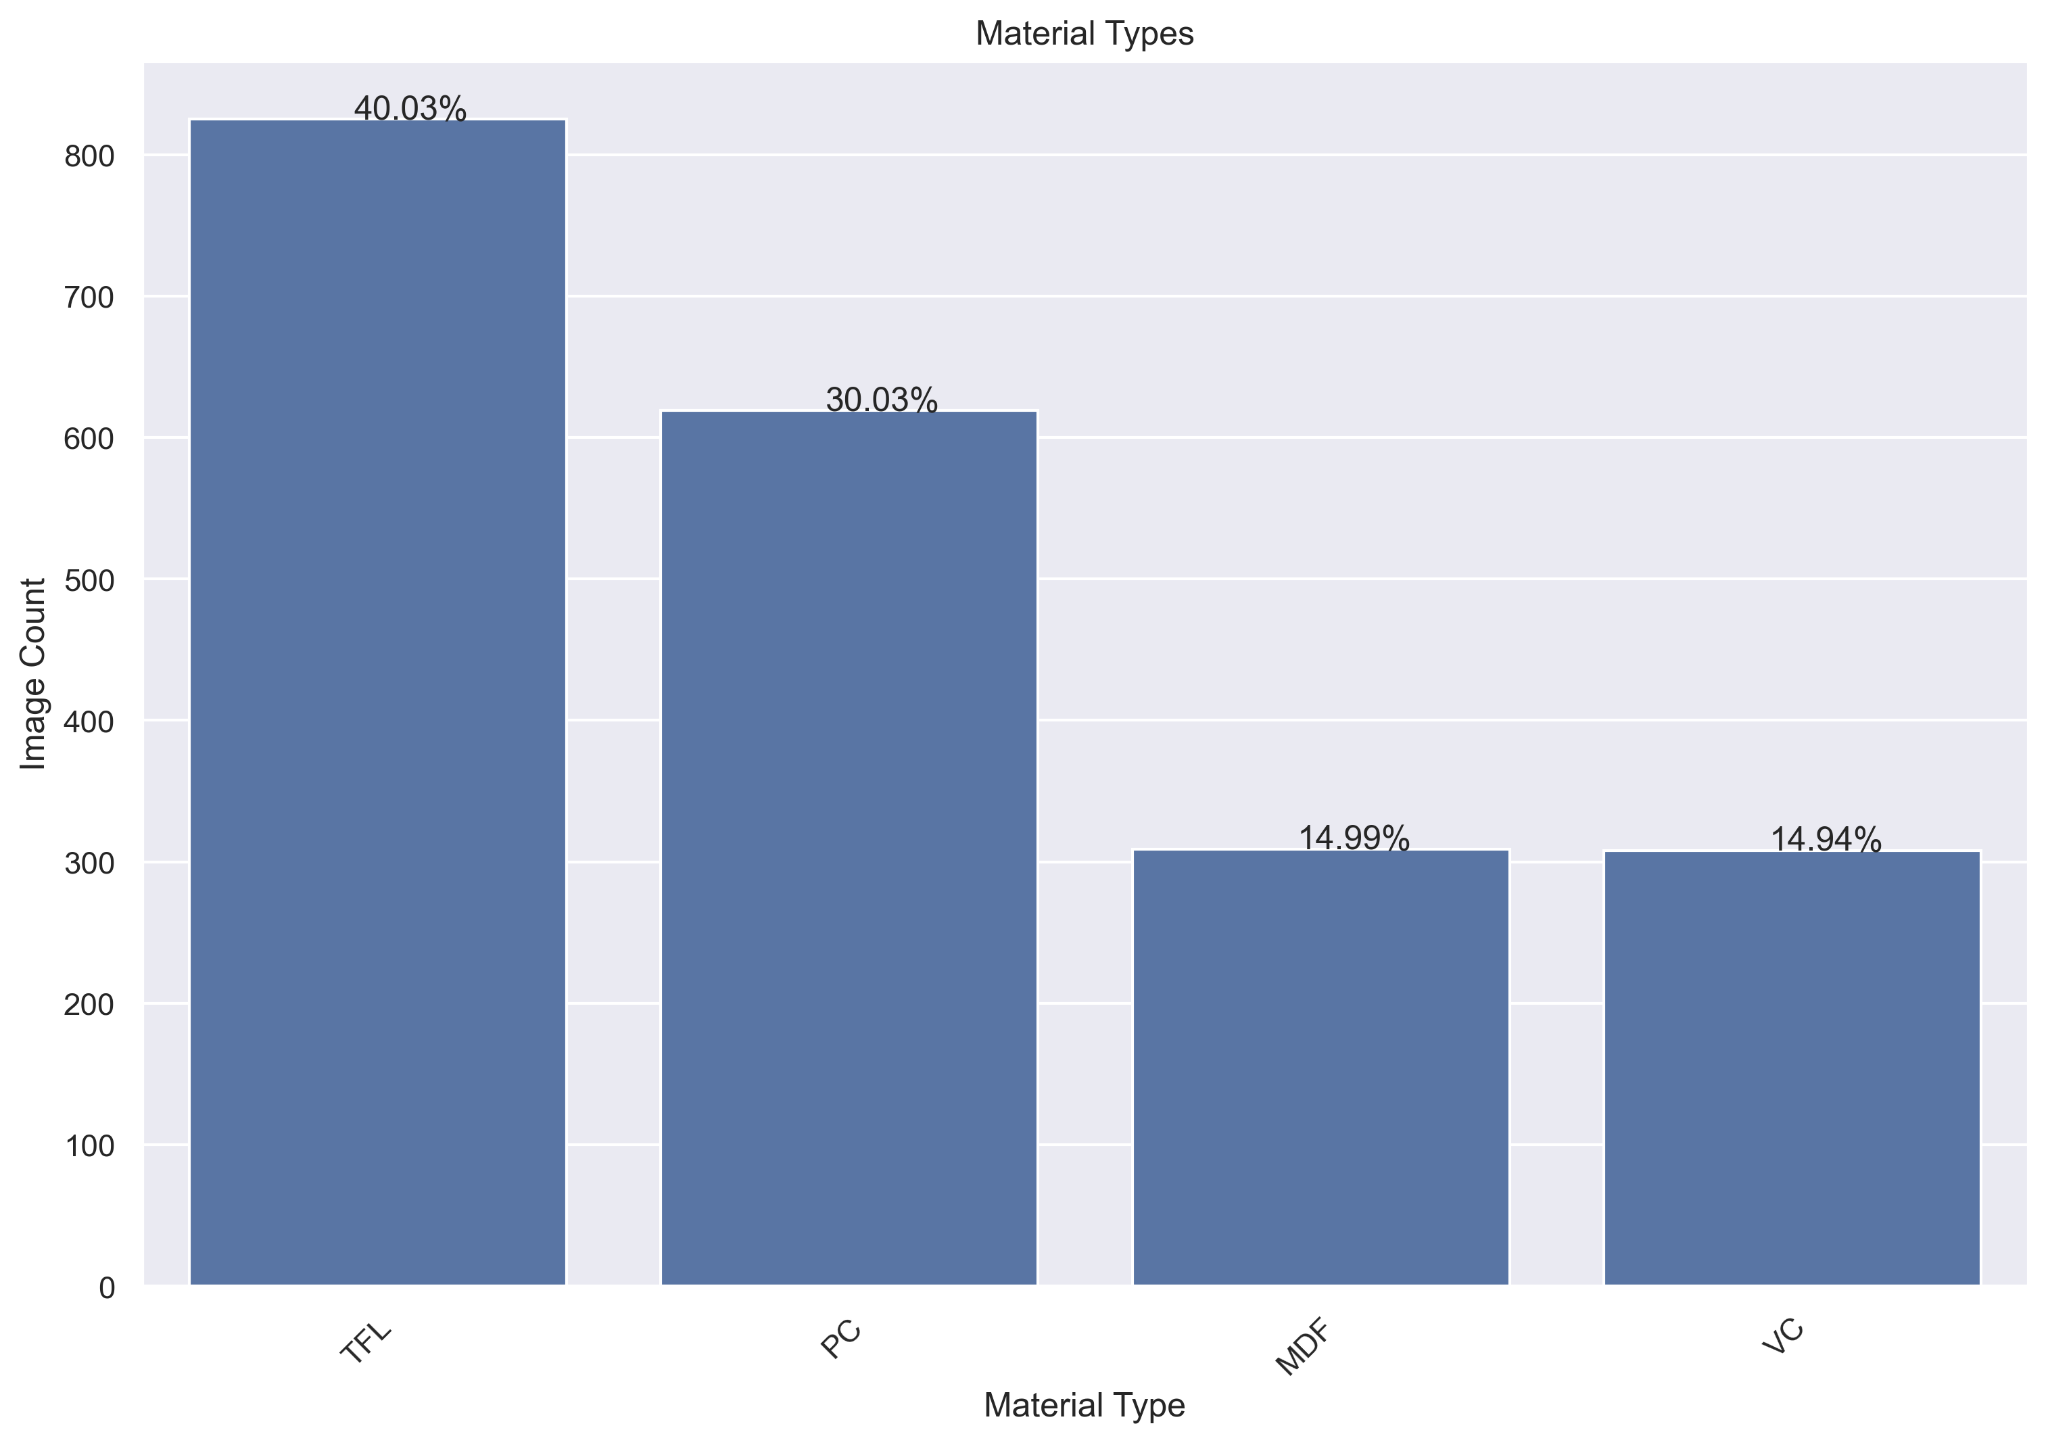 Material Types
40.03%
30.03%
14.99%
14.94%
800
700
600
500
400
300
200
100
0
Image Count
TFL
PC
MDF
VC
Material Type